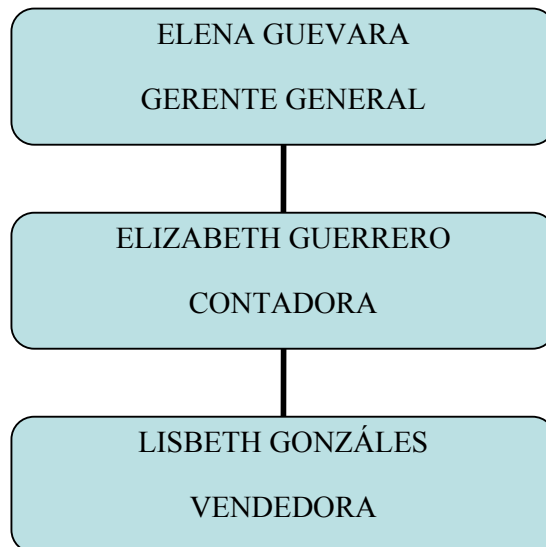 ELENA GUEVARA
GERENTE GENERAL
ELIZABETH GUERRERO
CONTADORA
LISBETH GONZÁLES
VENDEDORA